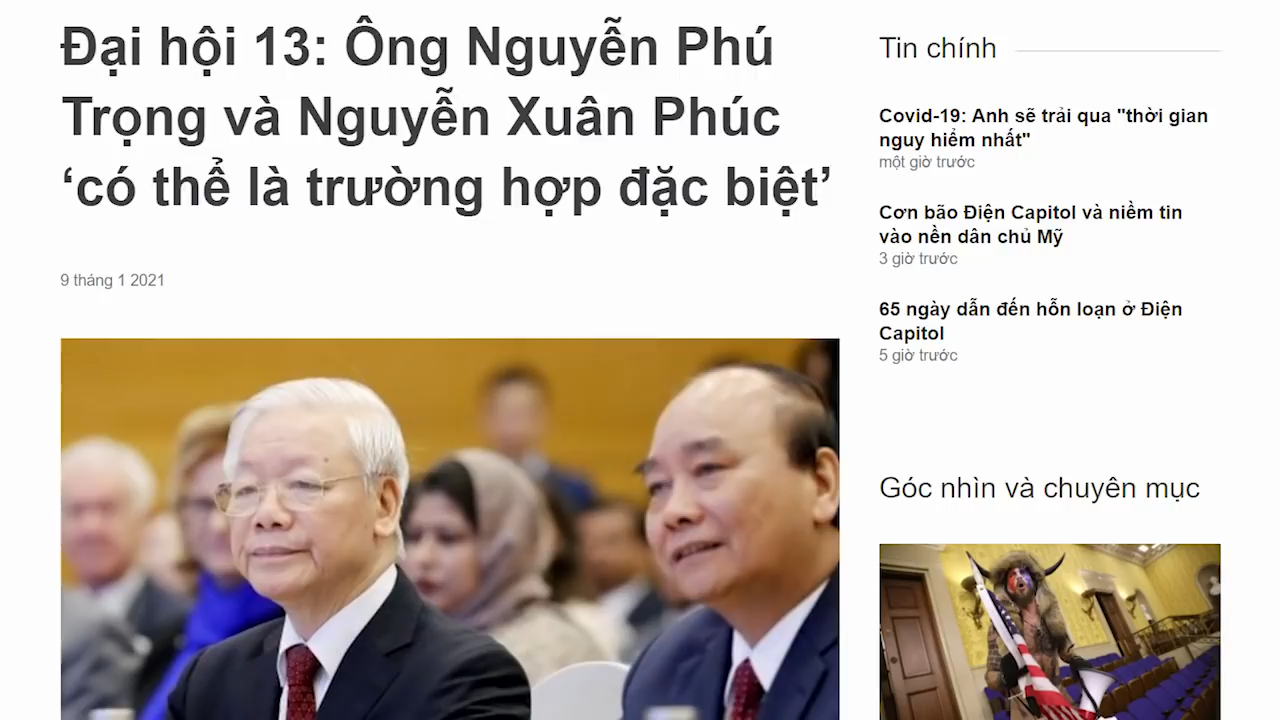 Đại hội 13: Ông Nguyễn Phú
Trọng và Nguyễn Xuân Phúc
‘có thể là trường hợp đặc biệt’
9 tháng 1 2021
Tin chính
Covid-19: Anh sẽ trải qua "thời gian
nguy hiểm nhất"
một giờ trước
Cơn bão Điện Capitol và niềm tin
vào nền dân chủ Mỹ
3 giờ trước
65 ngày dẫn đến hỗn loạn ở Điện
Capitol
5 giờ trước
Góc nhìn và chuyên mục